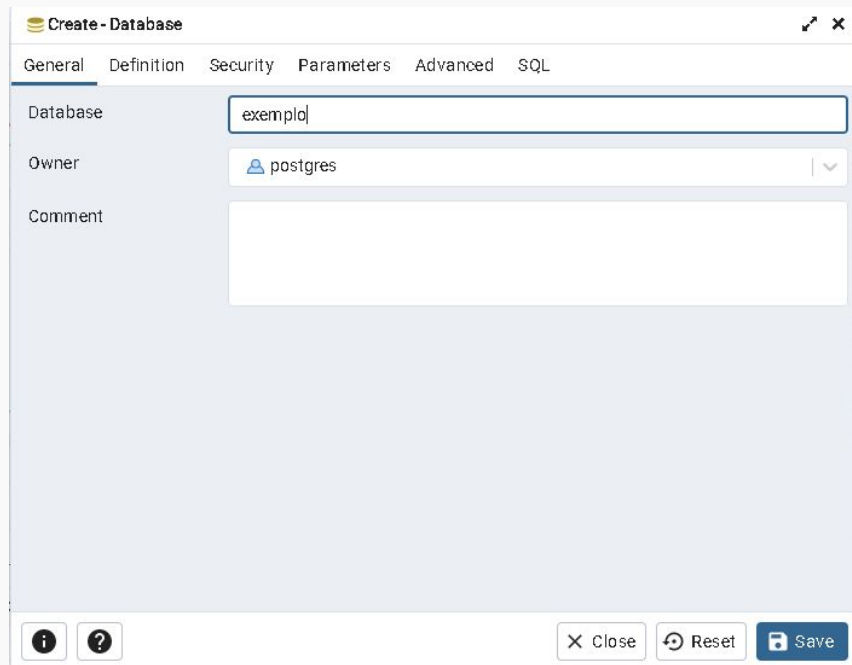 Create - Database
General Definition Security Parameters Advanced SQL
Database exemplo
Owner postgres
Comment
Close Reset Save